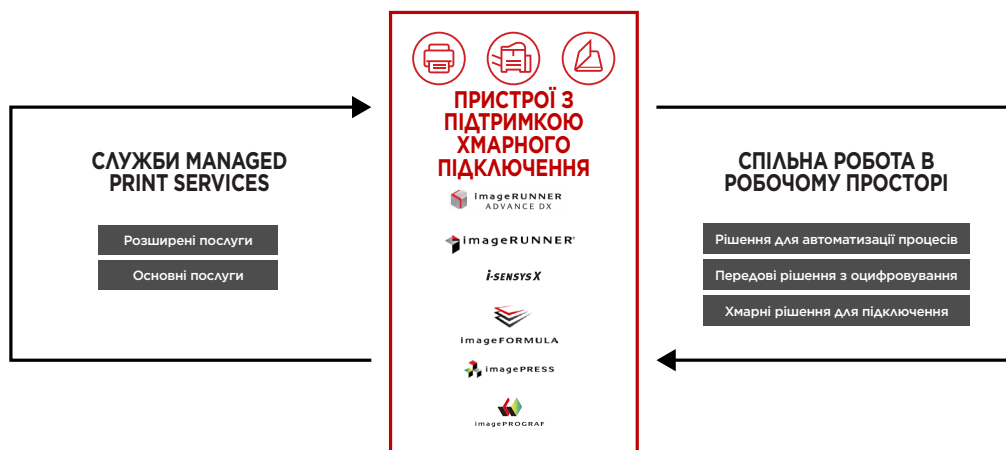 СЛУЖБИ MANAGED
PRINT SERVICES
Розширені послуги
Основні послуги
ПРИСТРОЇ З
ПІДТРИМКОЮ
ХМАРНОГО
ПІДКЛЮЧЕННЯ
imageRUNNER
ADVANCE DX
imageRUNNER®
i-SENSYS X
imageFORMULA
imagePRESS
imagePROGRAF
СПІЛЬНА РОБОТА В
РОБОЧОМУ ПРОСТОРІ
Рішення для автоматизації процесів
Передові рішення з оцифровування
Хмарні рішення для підключення